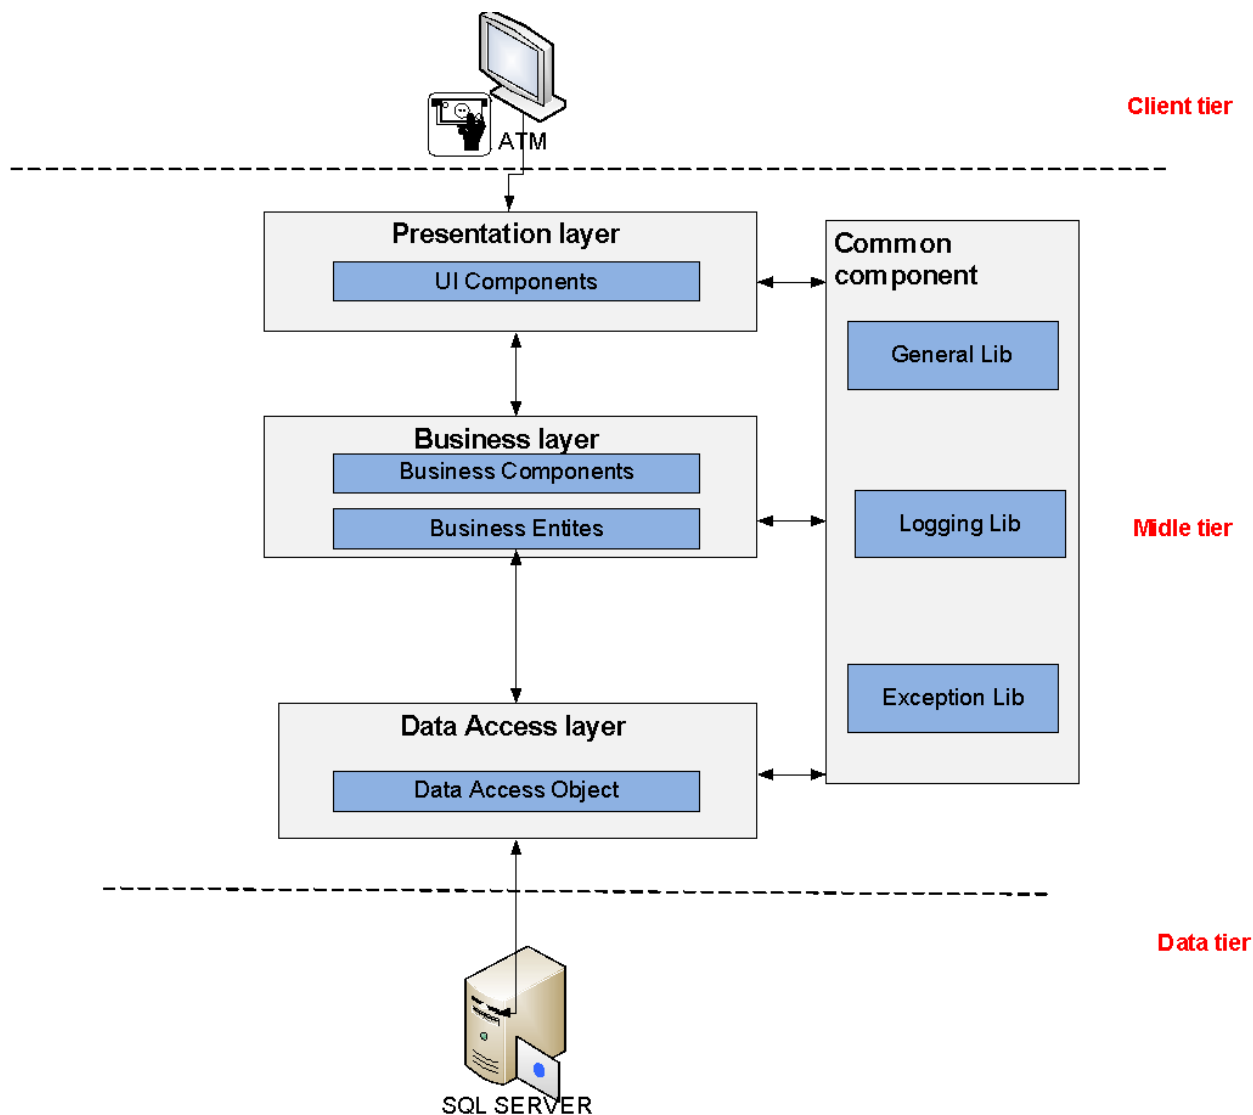 ATM
Client tier
Presentation layer
UI Components
Common
component
General Lib
Business layer
Business Components
Business Entites
Logging Lib
Midle tier
Exception Lib
Data Access layer
Data Access Object
Data tier
SQL SERVER